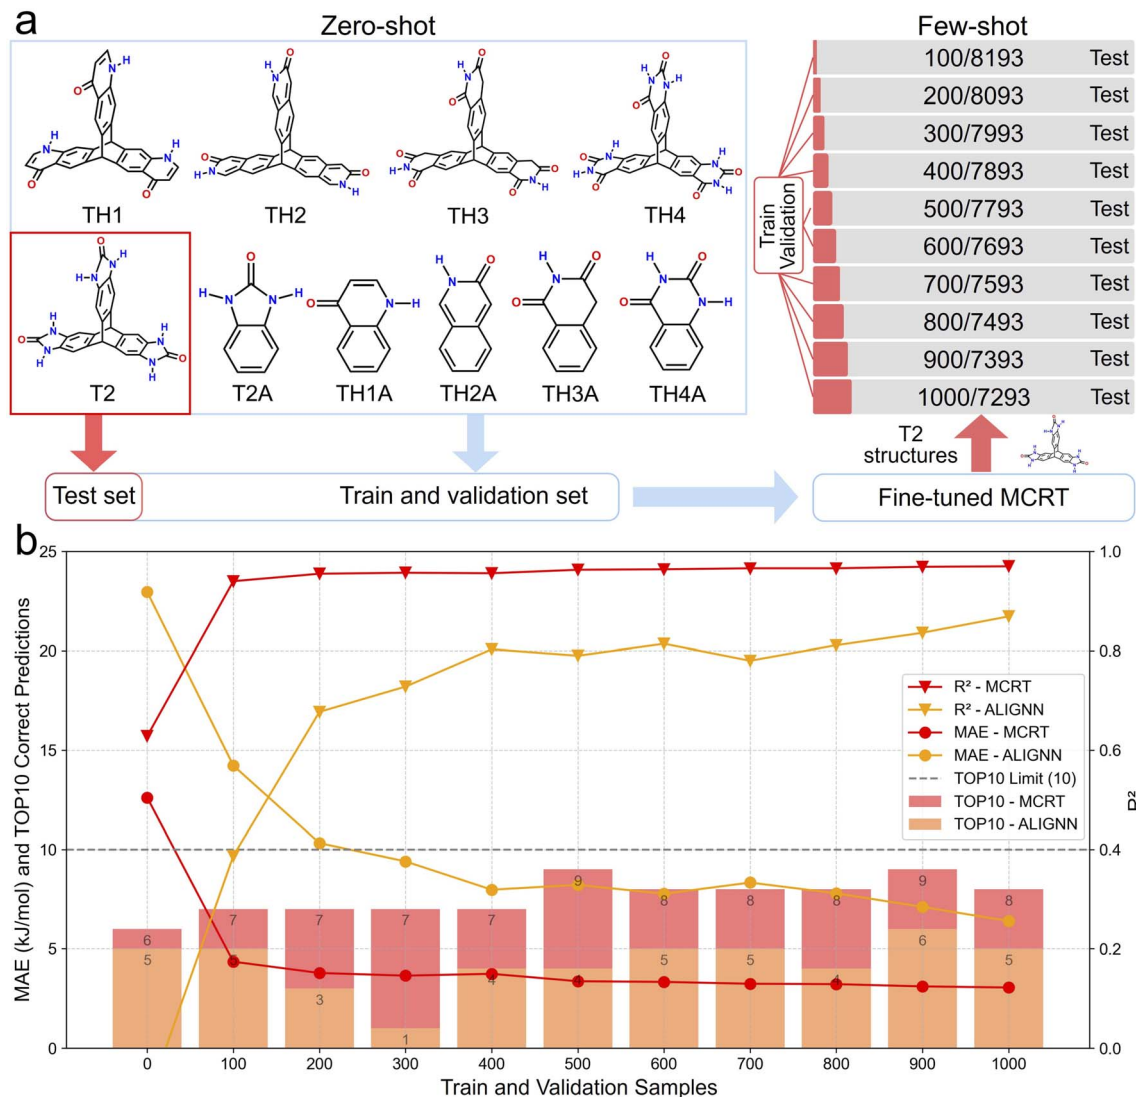 a
Zero-shot
Few-shot
TH1
TH2
TH3
TH4
T2
T2A
TH1A
TH2A
TH3A
TH4A
100/8193 Test
200/8093 Test
300/7993 Test
400/7893 Test
500/7793 Test
600/7693 Test
700/7593 Test
800/7493 Test
900/7393 Test
1000/7293 Test
Train
Validation
T2
structures
Test set
Train and validation set
Fine-tuned MCRT
b
MAE (kJ/mol) and TOP10 Correct Predictions
25
20
15
10
5
0
1.0
0.8
0.6
0.4
0.2
0.0
R²
R² - MCRT
R² - ALIGNN
MAE - MCRT
MAE - ALIGNN
TOP10 Limit (10)
TOP10 - MCRT
TOP10 - ALIGNN
6 7 7 7 7 9 8 8 8 9 8
5 5 3 1 4 4 5 5 4 6 5
0 100 200 300 400 500 600 700 800 900 1000
Train and Validation Samples